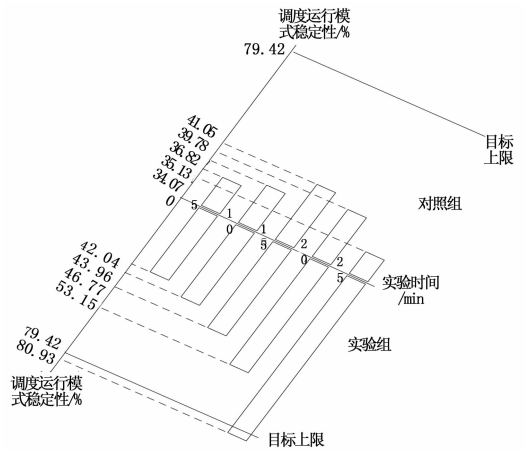 调度运行模
式稳定性/%
79.42
目标
上限
41.05
39.78
36.82
35.13
34.07
0
对照组
5
10
15
20
25
实验时间
/min
42.04
43.96
46.77
53.15
实验组
79.42
80.93
调度运行模
式稳定性/%
目标上限